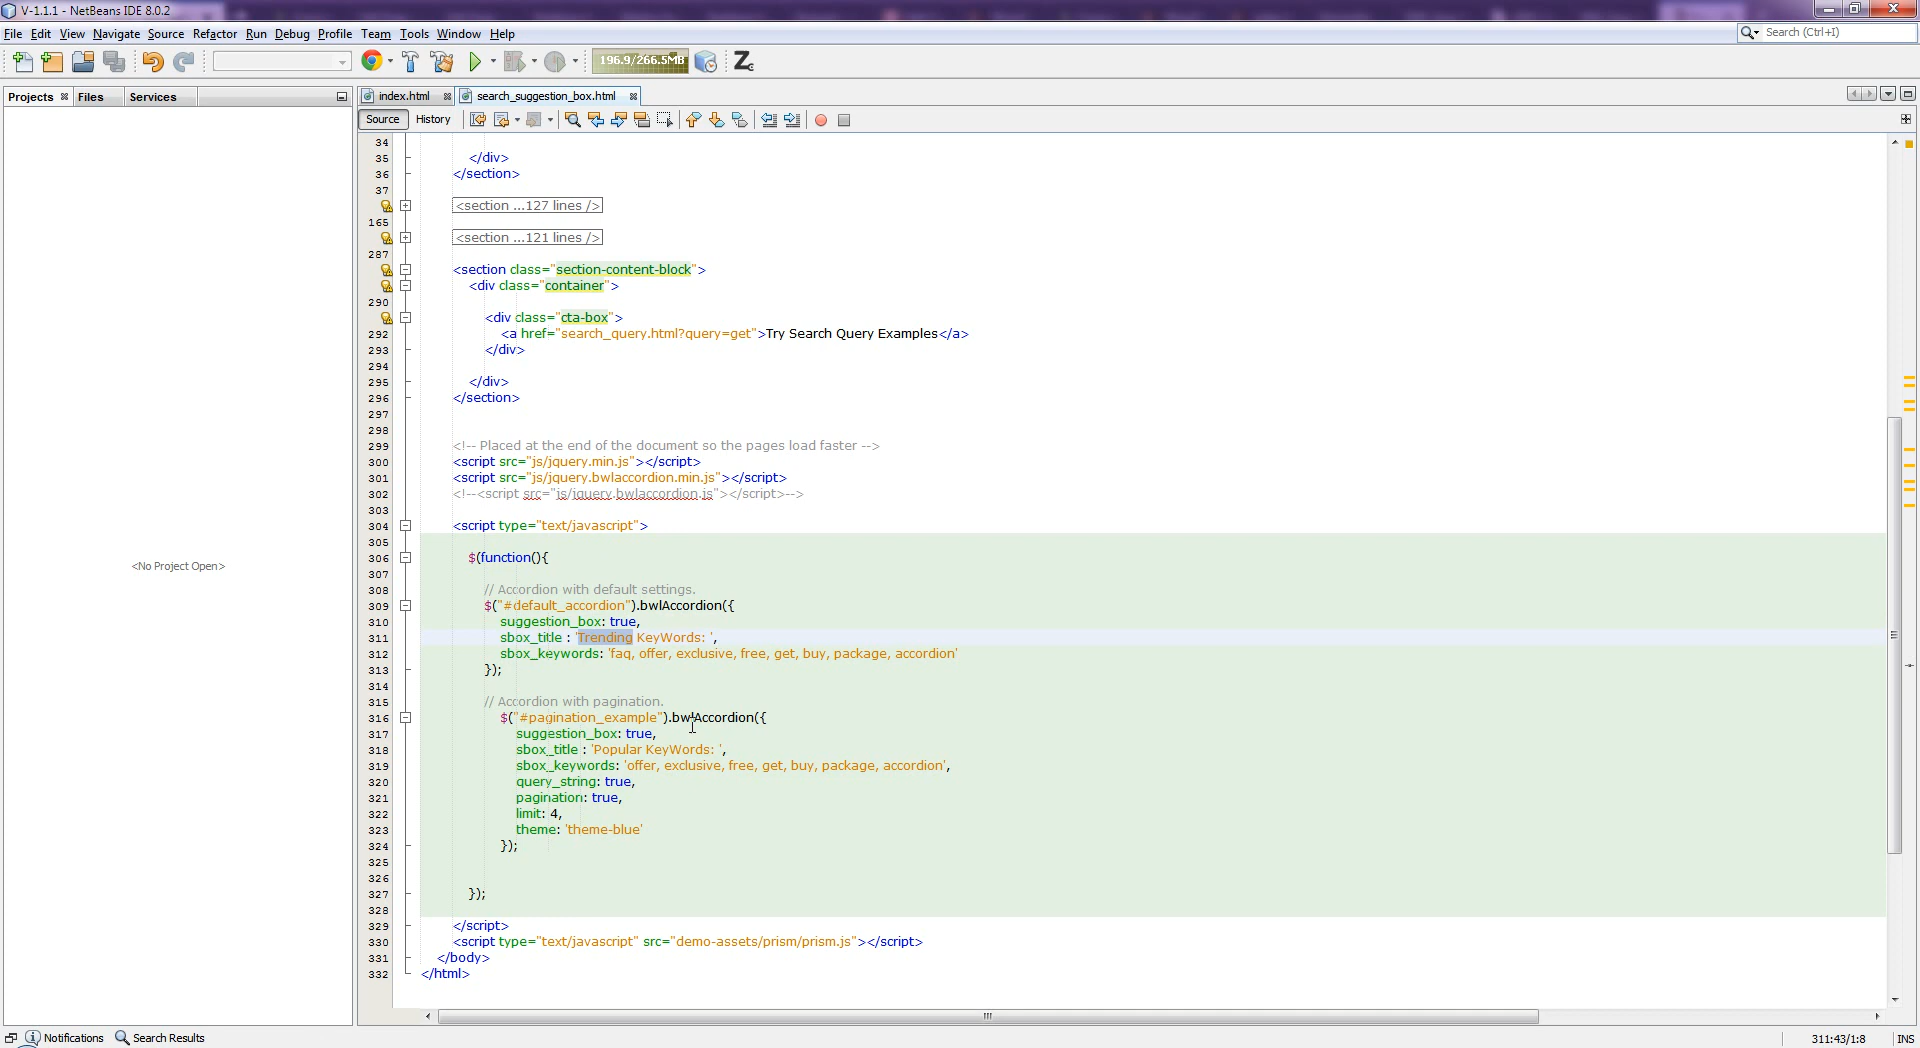 V-1.1.1 - NetBeans IDE 8.0.2
File Edit View Navigate Source Refactor Run Debug Profile Team Tools Window Help
Search (Ctrl+I)
196.9/266.5MB
Projects Files Services
index.html search_suggestion_box.html
Source History
34
35 </div>
36 </section>
37
<section ...127 lines />
165
<section ...121 lines />
287
<section class="section-content-block">
<div class="container">
290
<div class="cta-box">
292 <a href="search_query.html?query=get">Try Search Query Examples</a>
293 </div>
294
295 </div>
296 </section>
297
298
299 <!-- Placed at the end of the document so the pages load faster -->
300 <script src="js/jquery.min.js"></script>
301 <script src="js/jquery.bwlaccordion.min.js"></script>
302 <!--<script src="js/jquery.bwlaccordion.js"></script>-->
303
304 <script type="text/javascript">
305
306 $(function(){
307
308 // Accordion with default settings.
309 $("#default_accordion").bwlAccordion({
310 suggestion_box: true,
311 sbox_title : 'Trending KeyWords: ',
312 sbox_keywords: 'faq, offer, exclusive, free, get, buy, package, accordion'
313 });
314
315 // Accordion with pagination.
316 $("#pagination_example").bwlAccordion({
317 suggestion_box: true,
318 sbox_title : 'Popular KeyWords: ',
319 sbox_keywords: 'offer, exclusive, free, get, buy, package, accordion',
320 query_string: true,
321 pagination: true,
322 limit: 4,
323 theme: 'theme-blue'
324 });
325
326
327 });
328
329 </script>
330 <script type="text/javascript" src="demo-assets/prism/prism.js"></script>
331 </body>
332 </html>
<No Project Open>
Notifications Search Results
311:43/1:8 INS